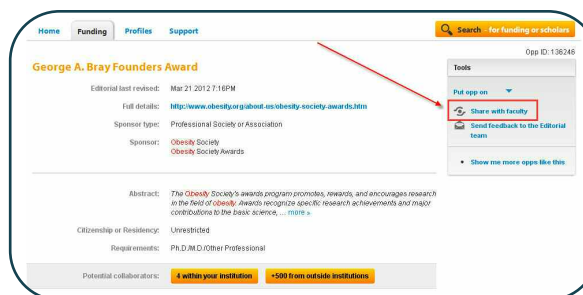 Home Funding Profiles Support
Search for funding or scholars
Opp ID: 136246
George A. Bray Founders Award
Tools
Editorial last revised: Mar 21 2012 7:16PM
Put opp on
Full details: http://www.obesity.org/about-us/obesity-society-awards.htm
Share with faculty
Sponsor type: Professional Society or Association
Send feedback to the Editorial
team
Sponsor: Obesity Society
Obesity Society Awards
Show me more opps like this
Abstract: The Obesity Society's awards program promotes, rewards, and encourages research
in the field of obesity. Awards recognize specific research achievements and major
contributions to the basic science, ... more »
Citizenship or Residency: Unrestricted
Requirements: Ph.D./M.D./Other Professional
Potential collaborators: 4 within your institution +500 from outside institutions